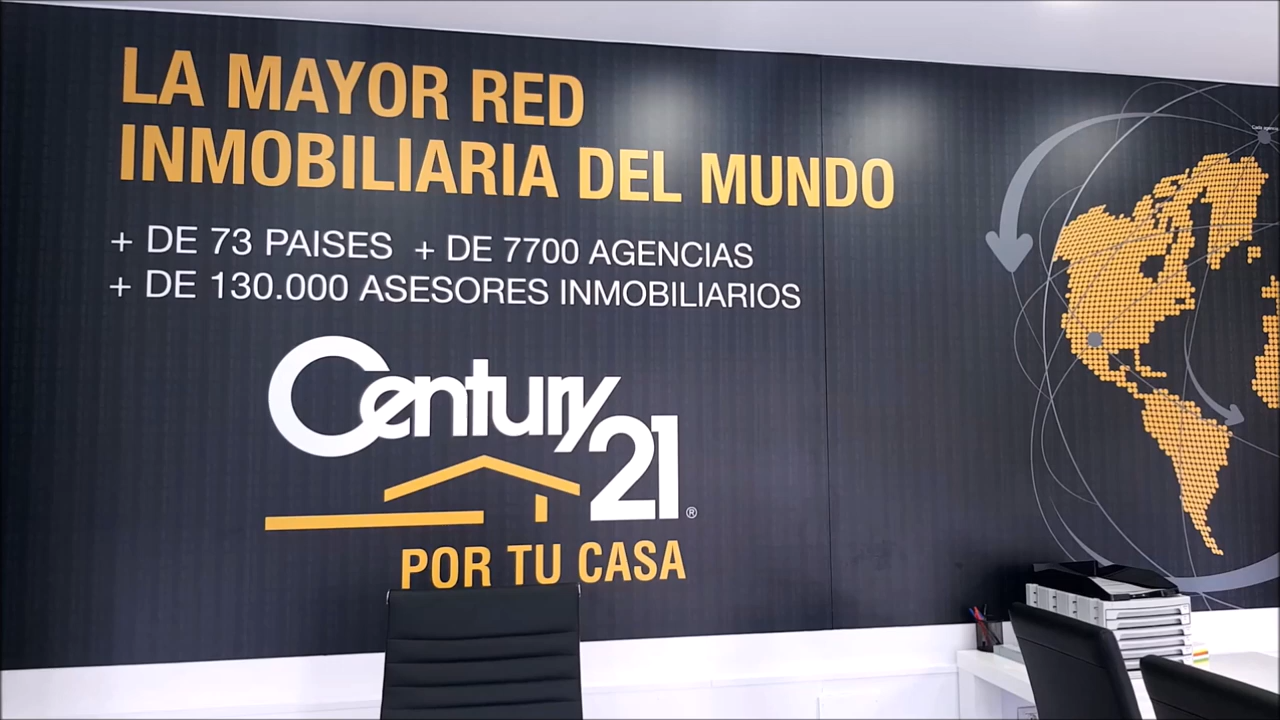 LA MAYOR RED
INMOBILIARIA DEL MUNDO
+ DE 73 PAISES + DE 7700 AGENCIAS
+ DE 130.000 ASESORES INMOBILIARIOS
Century
21®
POR TU CASA